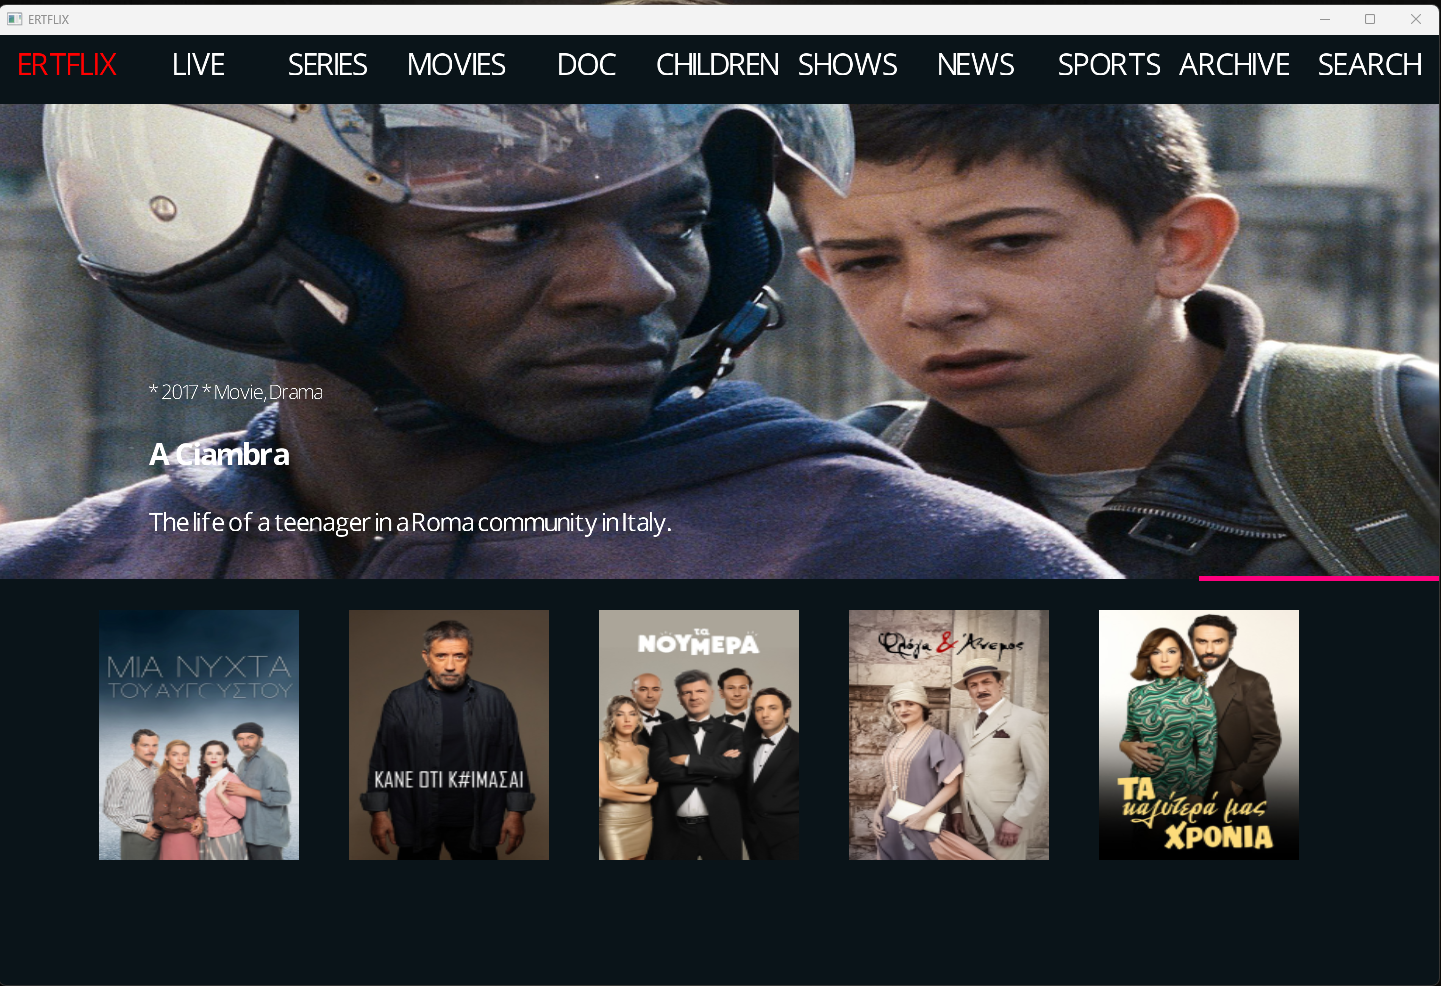 ERTFLIX
ERTFLIX LIVE SERIES MOVIES DOC CHILDREN SHOWS NEWS SPORTS ARCHIVE SEARCH
* 2017 * Movie, Drama
A Ciambra
The life of a teenager in a Roma community in Italy.
ΜΙΑ ΝΥΧΤΑ
ΤΟΥ ΑΥΓΟΥΣΤΟΥ
ΚΑΝΕ ΟΤΙ Κ#ΙΜΑΣΑΙ
τα
ΝΟΥΜΕΡΑ
Φλόγα & Άνεμος
ΤΑ
καλύτερά μας
ΧΡΟΝΙΑ